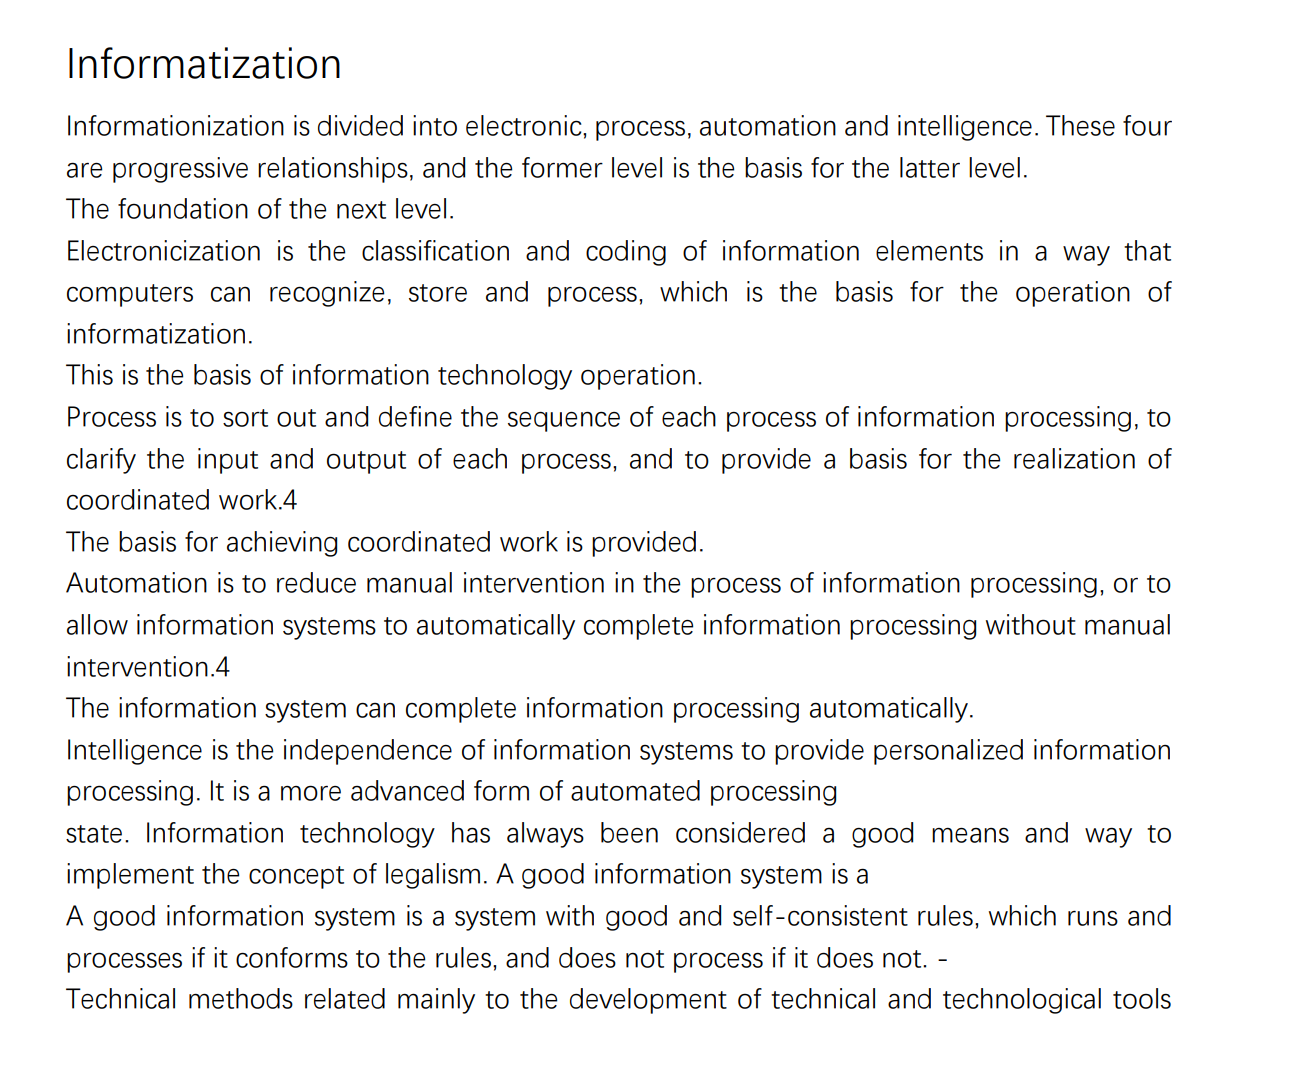 Informatization
Informationization is divided into electronic, process, automation and intelligence. These four
are progressive relationships, and the former level is the basis for the latter level.
The foundation of the next level.
Electronicization is the classification and coding of information elements in a way that
computers can recognize, store and process, which is the basis for the operation of
informatization.
This is the basis of information technology operation.
Process is to sort out and define the sequence of each process of information processing, to
clarify the input and output of each process, and to provide a basis for the realization of
coordinated work.4
The basis for achieving coordinated work is provided.
Automation is to reduce manual intervention in the process of information processing, or to
allow information systems to automatically complete information processing without manual
intervention.4
The information system can complete information processing automatically.
Intelligence is the independence of information systems to provide personalized information
processing. It is a more advanced form of automated processing
state. Information technology has always been considered a good means and way to
implement the concept of legalism. A good information system is a
A good information system is a system with good and self-consistent rules, which runs and
processes if it conforms to the rules, and does not process if it does not. -
Technical methods related mainly to the development of technical and technological tools